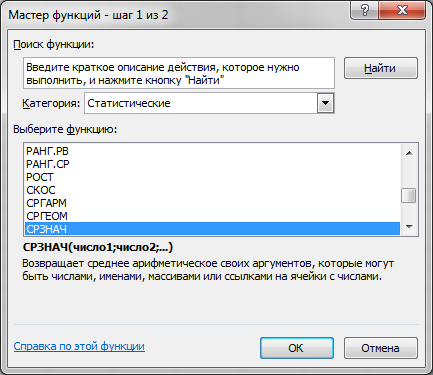 Мастер функций - шаг 1 из 2
Поиск функции:
Введите краткое описание действия, которое нужно
выполнить, и нажмите кнопку "Найти"
Найти
Категория:
Статистические
Выберите функцию:
РАНГ.РВ
РАНГ.СР
РОСТ
СКОС
СРГАРМ
СРГЕОМ
СРЗНАЧ
СРЗНАЧ(число1;число2;...)
Возвращает среднее арифметическое своих аргументов, которые могут
быть числами, именами, массивами или ссылками на ячейки с числами.
Справка по этой функции
ОК
Отмена